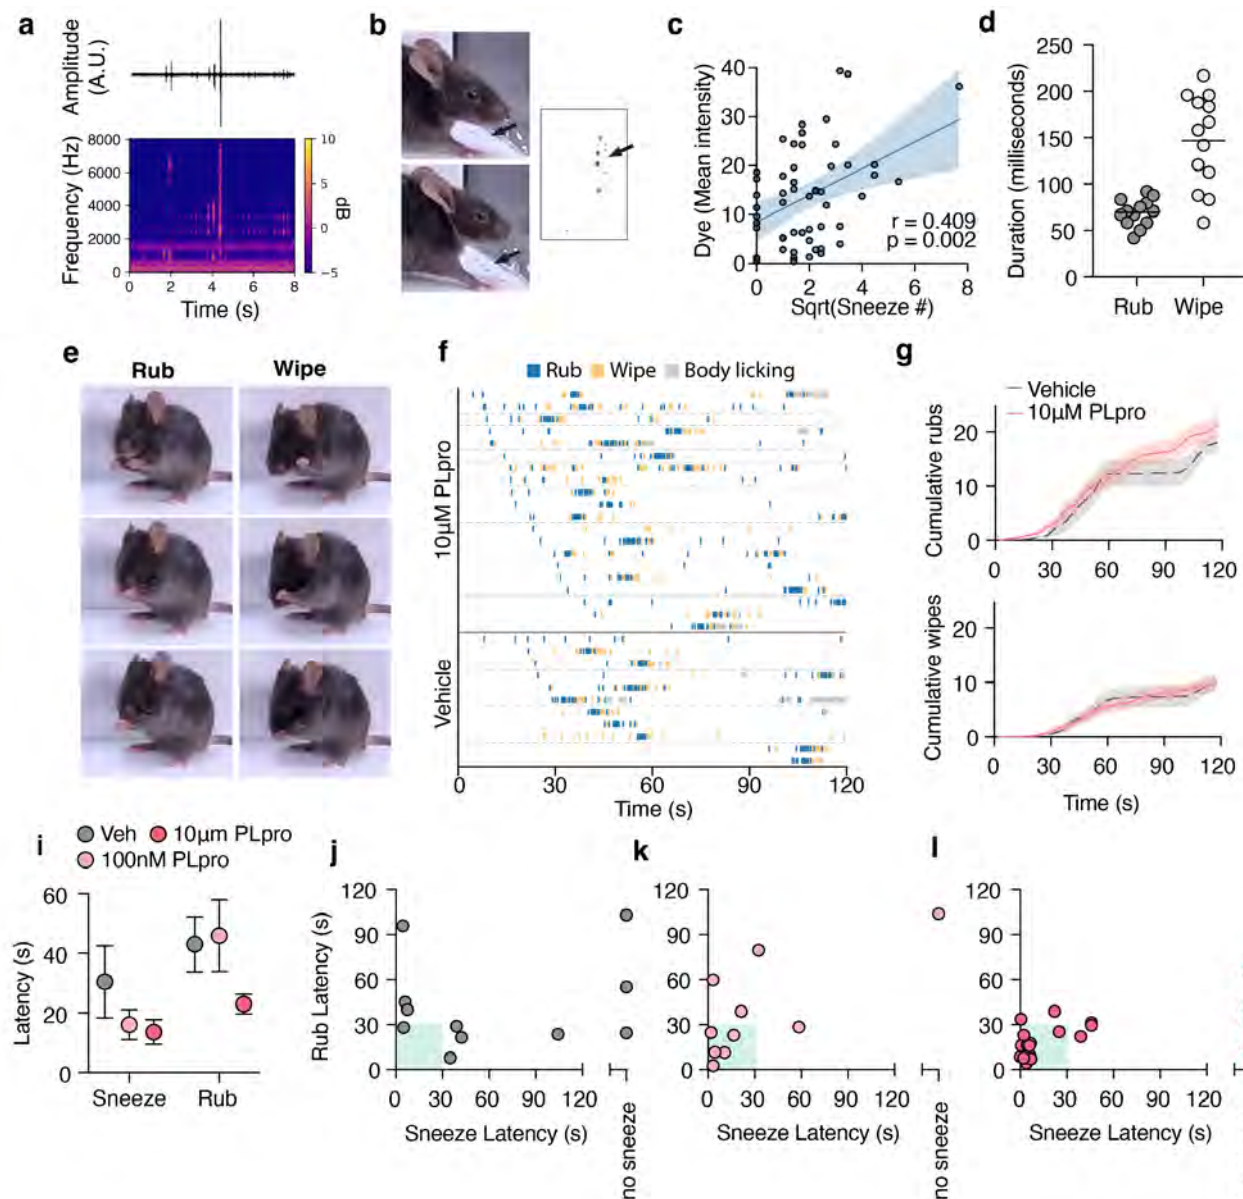 a
Amplitude
(A.U.)
Frequency (Hz)
8000
6000
4000
2000
0
0 2 4 6 8
Time (s)
10
5
0
−5
dB
b
c
Dye (Mean intensity)
40
30
20
10
0
0 2 4 6 8
Sqrt(Sneeze #)
r = 0.409
p = 0.002
d
Duration (milliseconds)
250
200
150
100
50
0
Rub Wipe
e
Rub Wipe
f
Rub Wipe Body licking
10µM PLpro
Vehicle
0 30 60 90 120
Time (s)
g
Vehicle
10µM PLpro
Cumulative rubs
20
10
0
0 30 60 90 120
Cumulative wipes
20
10
0
0 30 60 90 120
Time (s)
i
Veh 10µm PLpro
100nM PLpro
Latency (s)
60
40
20
0
Sneeze Rub
j
Rub Latency (s)
120
90
60
30
0
0 30 60 90 120
no sneeze
Sneeze Latency (s)
k
120
90
60
30
0
0 30 60 90 120
no sneeze
Sneeze Latency (s)
l
120
90
60
30
0
0 30 60 90 120
no sneeze
Sneeze Latency (s)